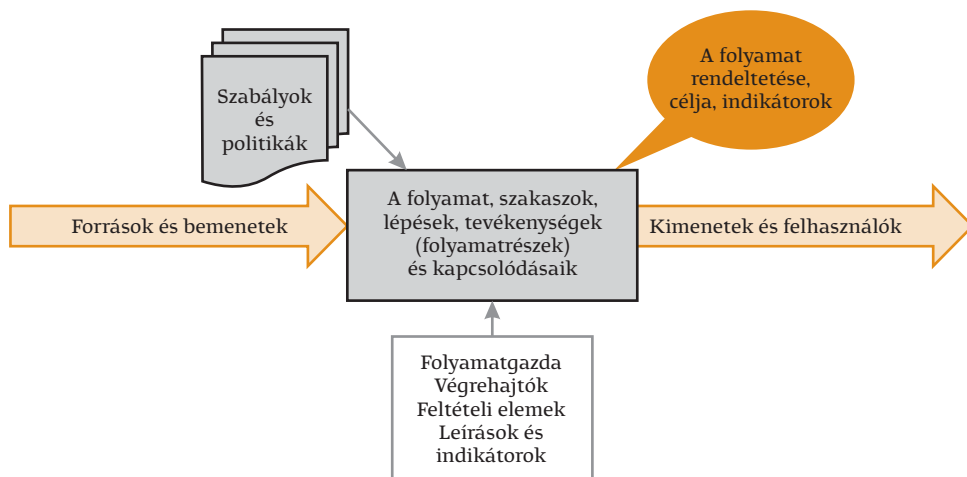 Szabályok
és
politikák
A folyamat
rendeltetése,
célja, indikátorok
Források és bemenetek
A folyamat, szakaszok,
lépések, tevékenységek
(folyamatrészek)
és kapcsolódásaik
Kimenetek és felhasználók
Folyamatgazda
Végrehajtók
Feltételi elemek
Leírások és
indikátorok